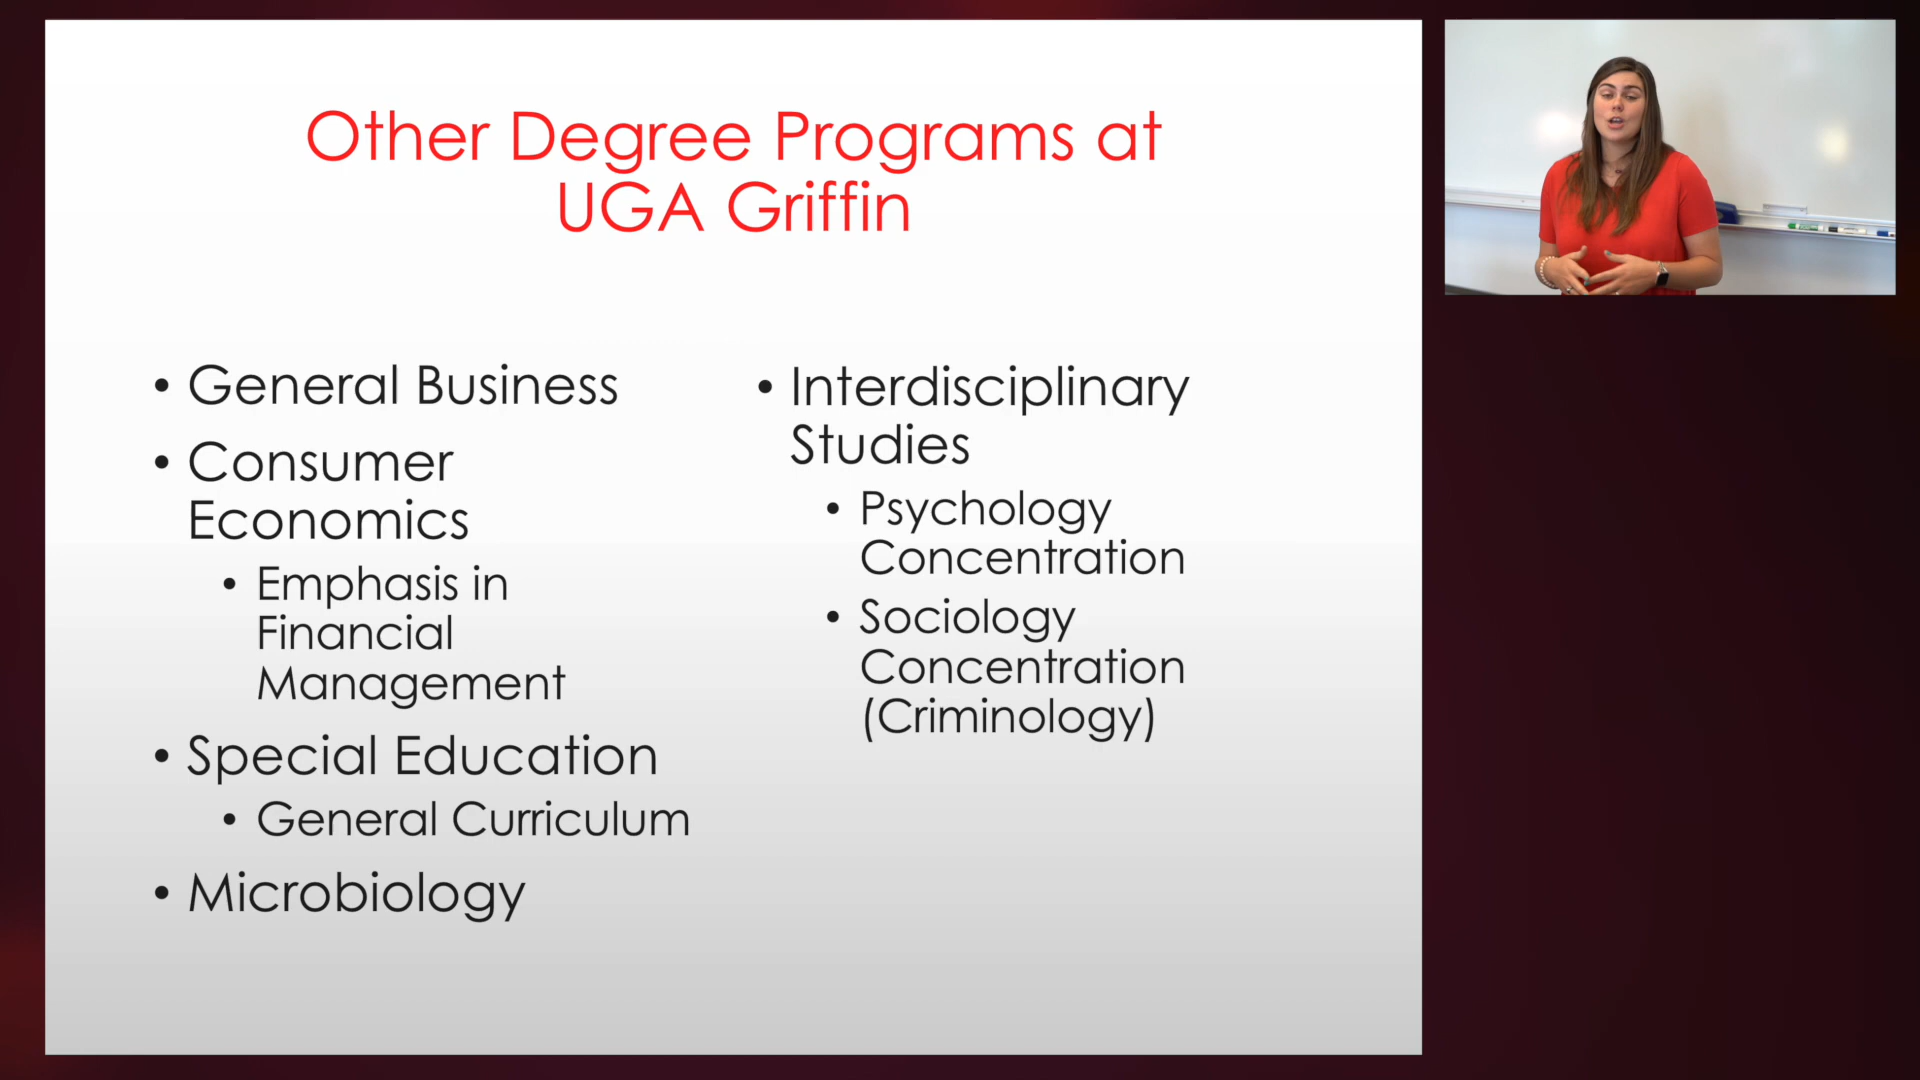 Other Degree Programs at
UGA Griffin
• General Business
• Consumer
Economics
• Emphasis in
Financial
Management
• Special Education
• General Curriculum
• Microbiology
• Interdisciplinary
Studies
• Psychology
Concentration
• Sociology
Concentration
(Criminology)